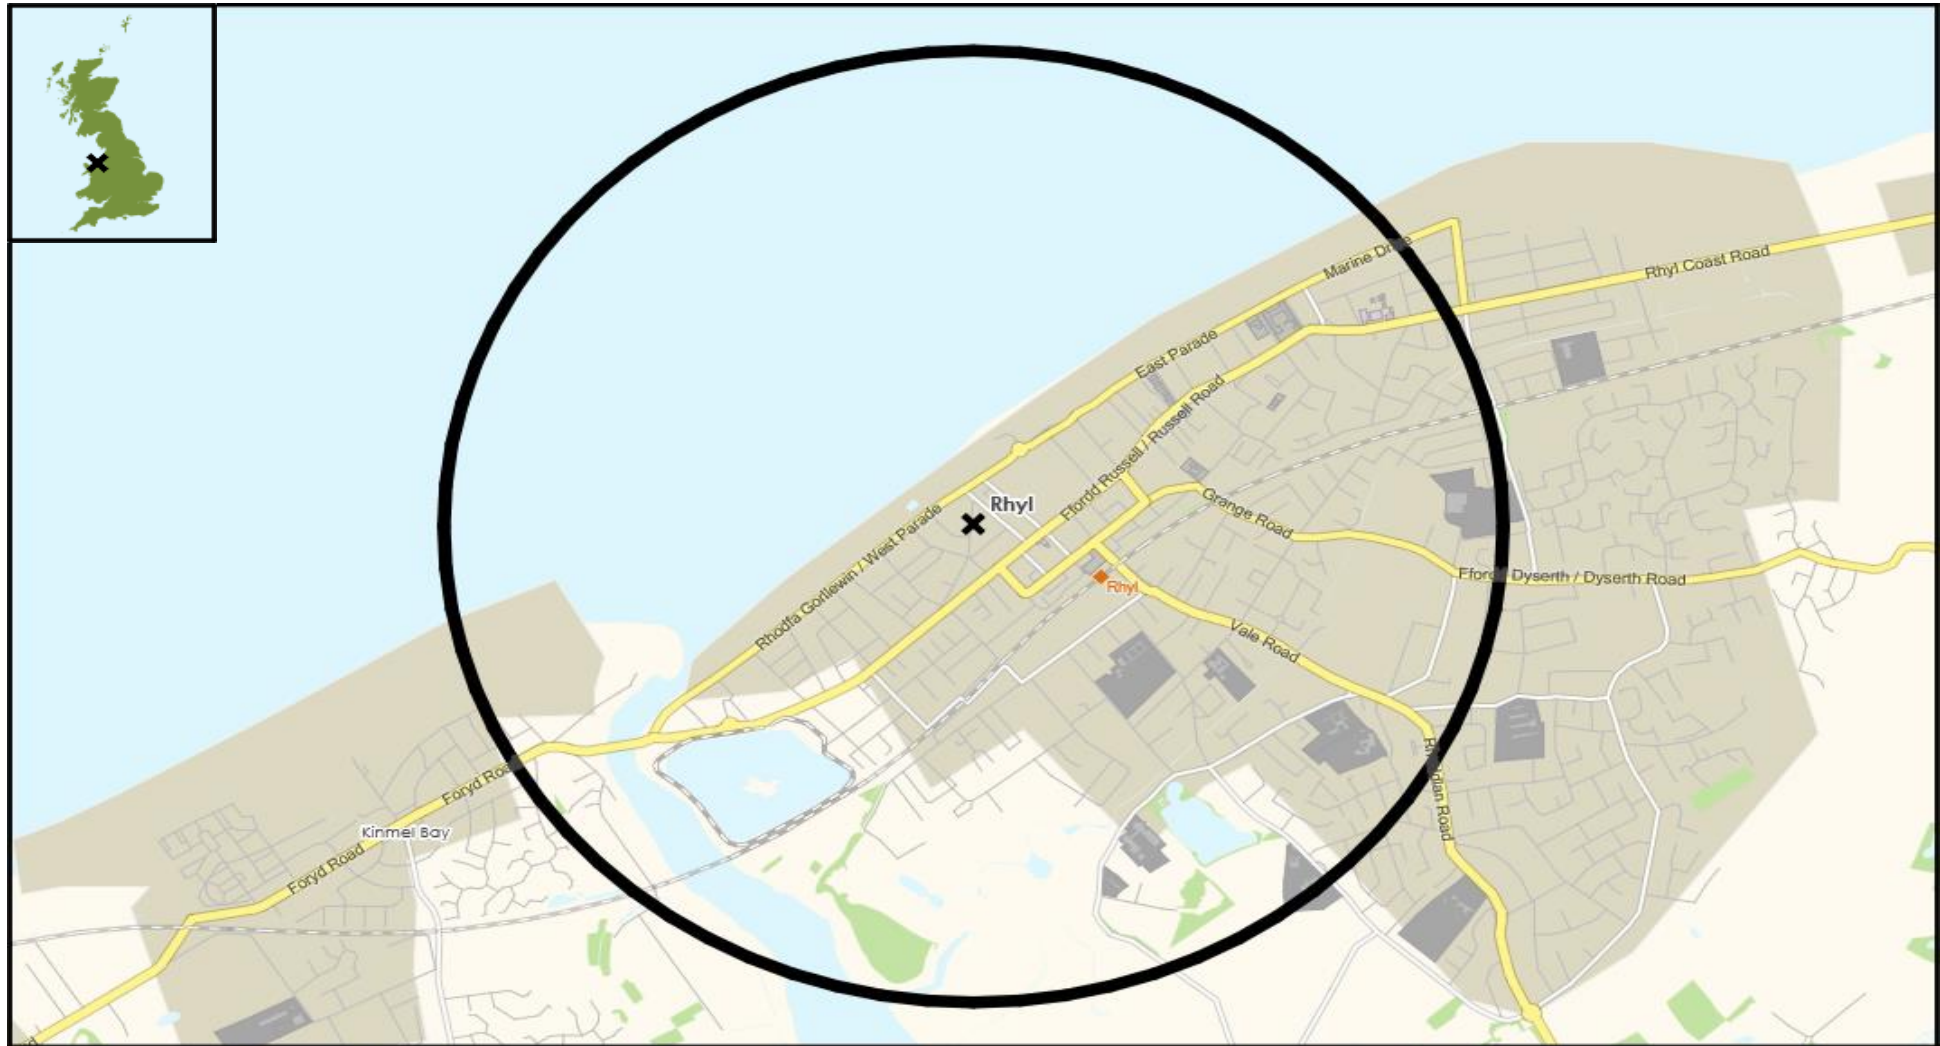 Marine Drive
Rhyl Coast Road
East Parade
Ffordd Russell / Russell Road
Rhyl
Grange Road
Rhodfa Gorllewin / West Parade
Ffordd Dyserth / Dyserth Road
Rhyl
Vale Road
Rhuddlan Road
Foryd Road
Kinmel Bay
Foryd Road